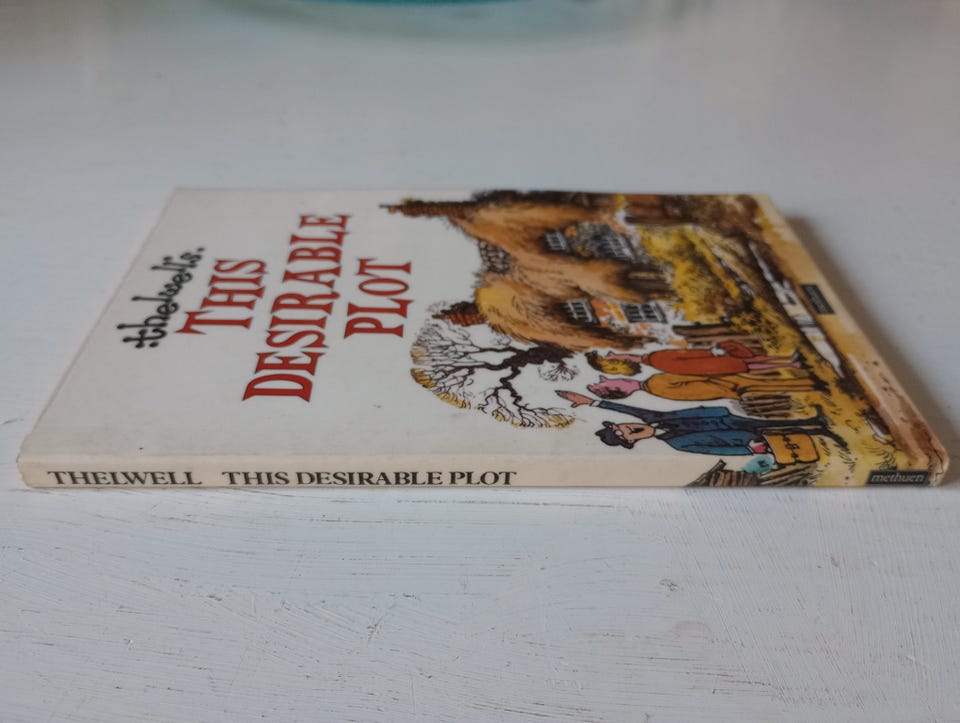 thelwell's
THIS
DESIRABLE
PLOT
THELWELL THIS DESIRABLE PLOT
methuen